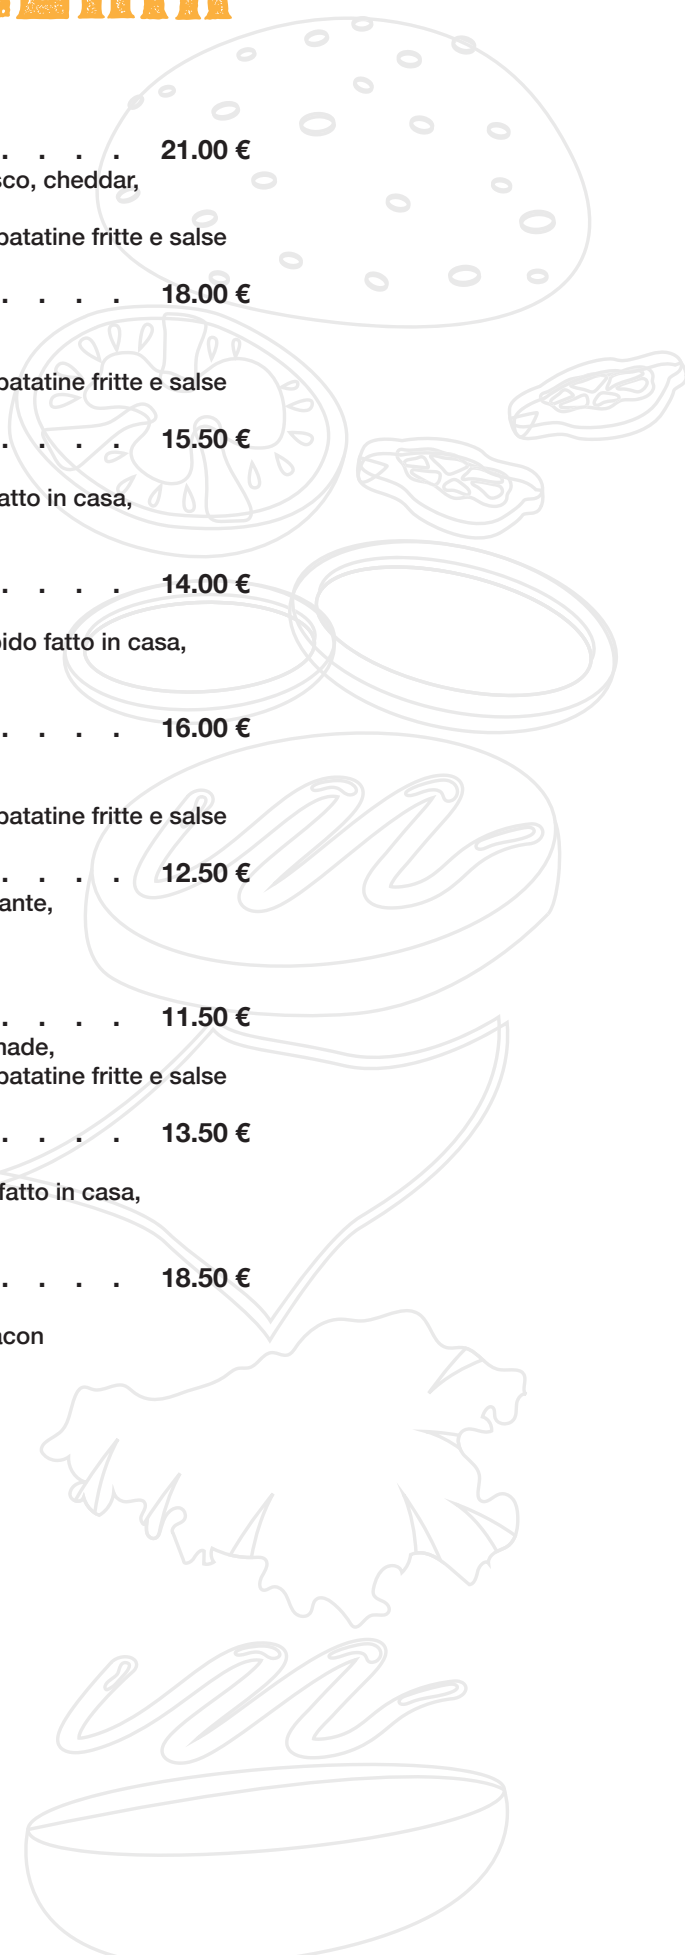 . . . . 21.00 €
sco, cheddar,
patatine fritte e salse
. . . . 18.00 €
patatine fritte e salse
. . . . 15.50 €
fatto in casa,
. . . . 14.00 €
pido fatto in casa,
. . . . 16.00 €
patatine fritte e salse
. . . . 12.50 €
ante,
. . . . 11.50 €
made,
patatine fritte e salse
. . . . 13.50 €
fatto in casa,
. . . . 18.50 €
acon